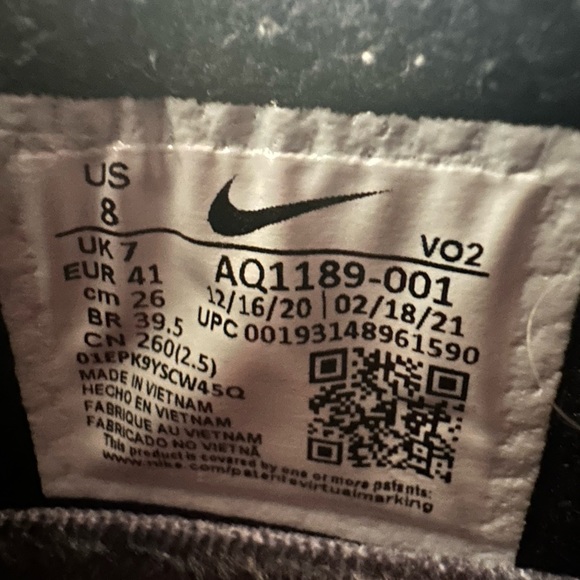 US
8
UK 7
EUR 41
cm 26
BR 39.5
CN 260(2.5)
VO2
AQ1189-001
12/16/20 | 02/18/21
UPC 00193148961590
01EPK9YSCW45Q
MADE IN VIETNAM
HECHO EN VIETNAM
FABRIQUE AU VIETNAM
FABRICADO NO VIETNÃ
This product is covered by one or more patents:
www.nike.com/patentsvirtualmarking